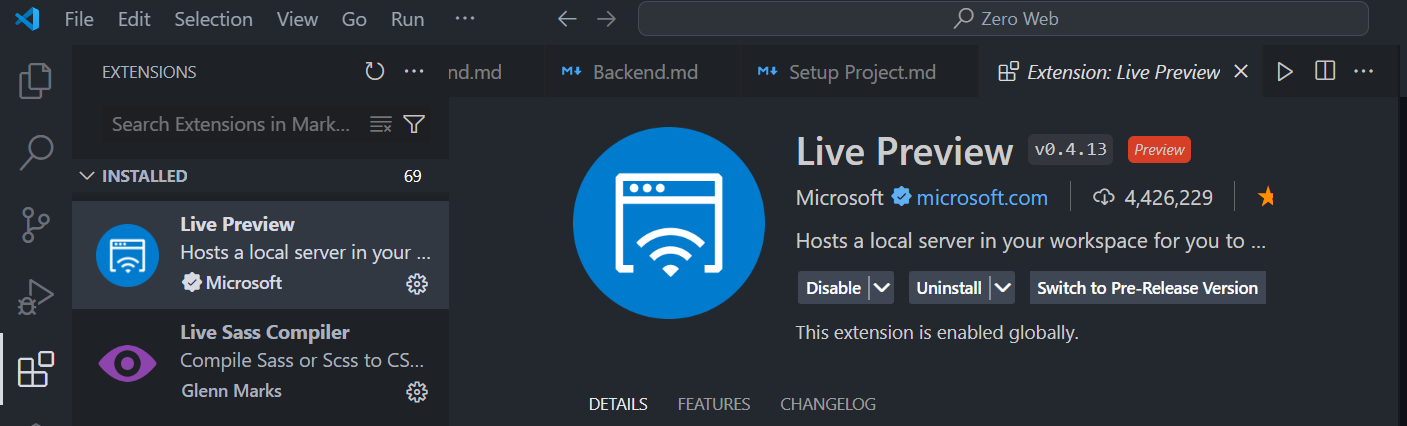 File Edit Selection View Go Run ··· Zero Web
EXTENSIONS ···
nd.md Backend.md Setup Project.md Extension: Live Preview ···
Search Extensions in Mark...
INSTALLED 69
Live Preview
Hosts a local server in your ...
Microsoft
Live Sass Compiler
Compile Sass or Scss to CS...
Glenn Marks
Live Preview v0.4.13 Preview
Microsoft microsoft.com 4,426,229
Hosts a local server in your workspace for you to ...
Disable Uninstall Switch to Pre-Release Version
This extension is enabled globally.
DETAILS FEATURES CHANGELOG